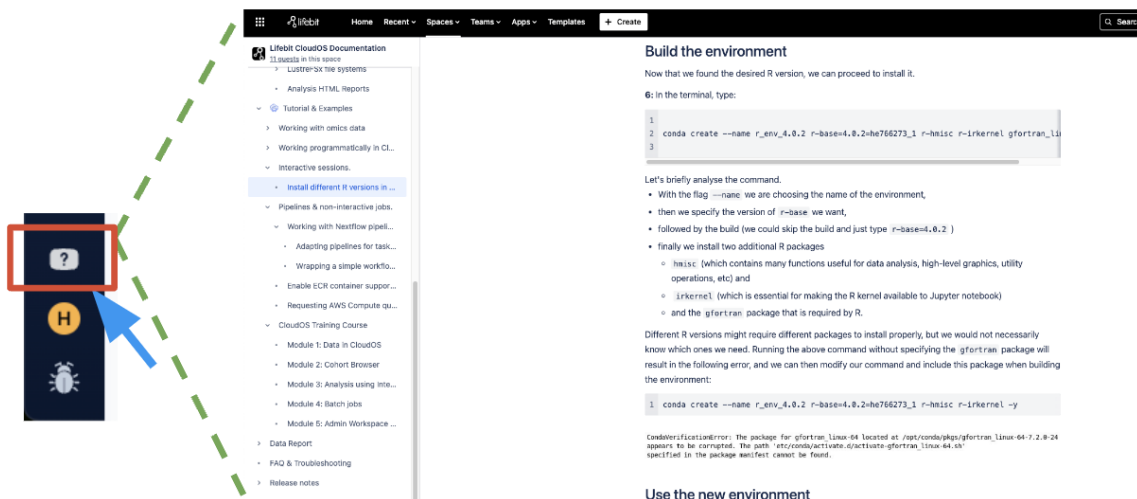 ?
H
lifebit
Home
Recent
Spaces
Teams
Apps
Templates
+ Create
Lifebit CloudOS Documentation
11 guests in this space
LustreFSx file systems
Analysis HTML Reports
Tutorial & Examples
Working with omics data
Working programmatically in Cl...
Interactive sessions.
Install different R versions in ...
Pipelines & non-interactive jobs.
Working with Nextflow pipeli...
Adapting pipelines for task...
Wrapping a simple workflo...
Enable ECR container suppor...
Requesting AWS Compute qu...
CloudOS Training Course
Module 1: Data in CloudOS
Module 2: Cohort Browser
Module 3: Analysis using Inte...
Module 4: Batch jobs
Module 5: Admin Workspace ...
Data Report
FAQ & Troubleshooting
Release notes
Sear
Build the environment
Now that we found the desired R version, we can proceed to install it.
6: In the terminal, type:
1
2 conda create --name r_env_4.0.2 r-base=4.0.2=he766273_1 r-hmisc r-irkernel gfortran_li
3
Let's briefly analyse the command.
• With the flag --name we are choosing the name of the environment,
• then we specify the version of r-base we want,
• followed by the build (we could skip the build and just type r-base=4.0.2 )
• finally we install two additional R packages
hmisc (which contains many functions useful for data analysis, high-level graphics, utility
operations, etc) and
irkernel (which is essential for making the R kernel available to Jupyter notebook)
and the gfortran package that is required by R.
Different R versions might require different packages to install properly, but we would not necessarily
know which ones we need. Running the above command without specifying the gfortran package will
result in the following error, and we can then modify our command and include this package when building
the environment:
1 conda create --name r_env_4.0.2 r-base=4.0.2=he766273_1 r-hmisc r-irkernel -y
CondaVerificationError: The package for gfortran_linux-64 located at /opt/conda/pkgs/gfortran_linux-64-7.2.0-24
appears to be corrupted. The path 'etc/conda/activate.d/activate-gfortran_linux-64.sh'
specified in the package manifest cannot be found.
Use the new environment